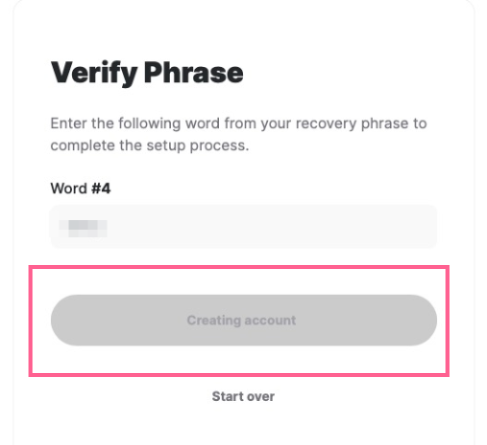 Verify Phrase
Enter the following word from your recovery phrase to
complete the setup process.
Word #4
Creating account
Start over